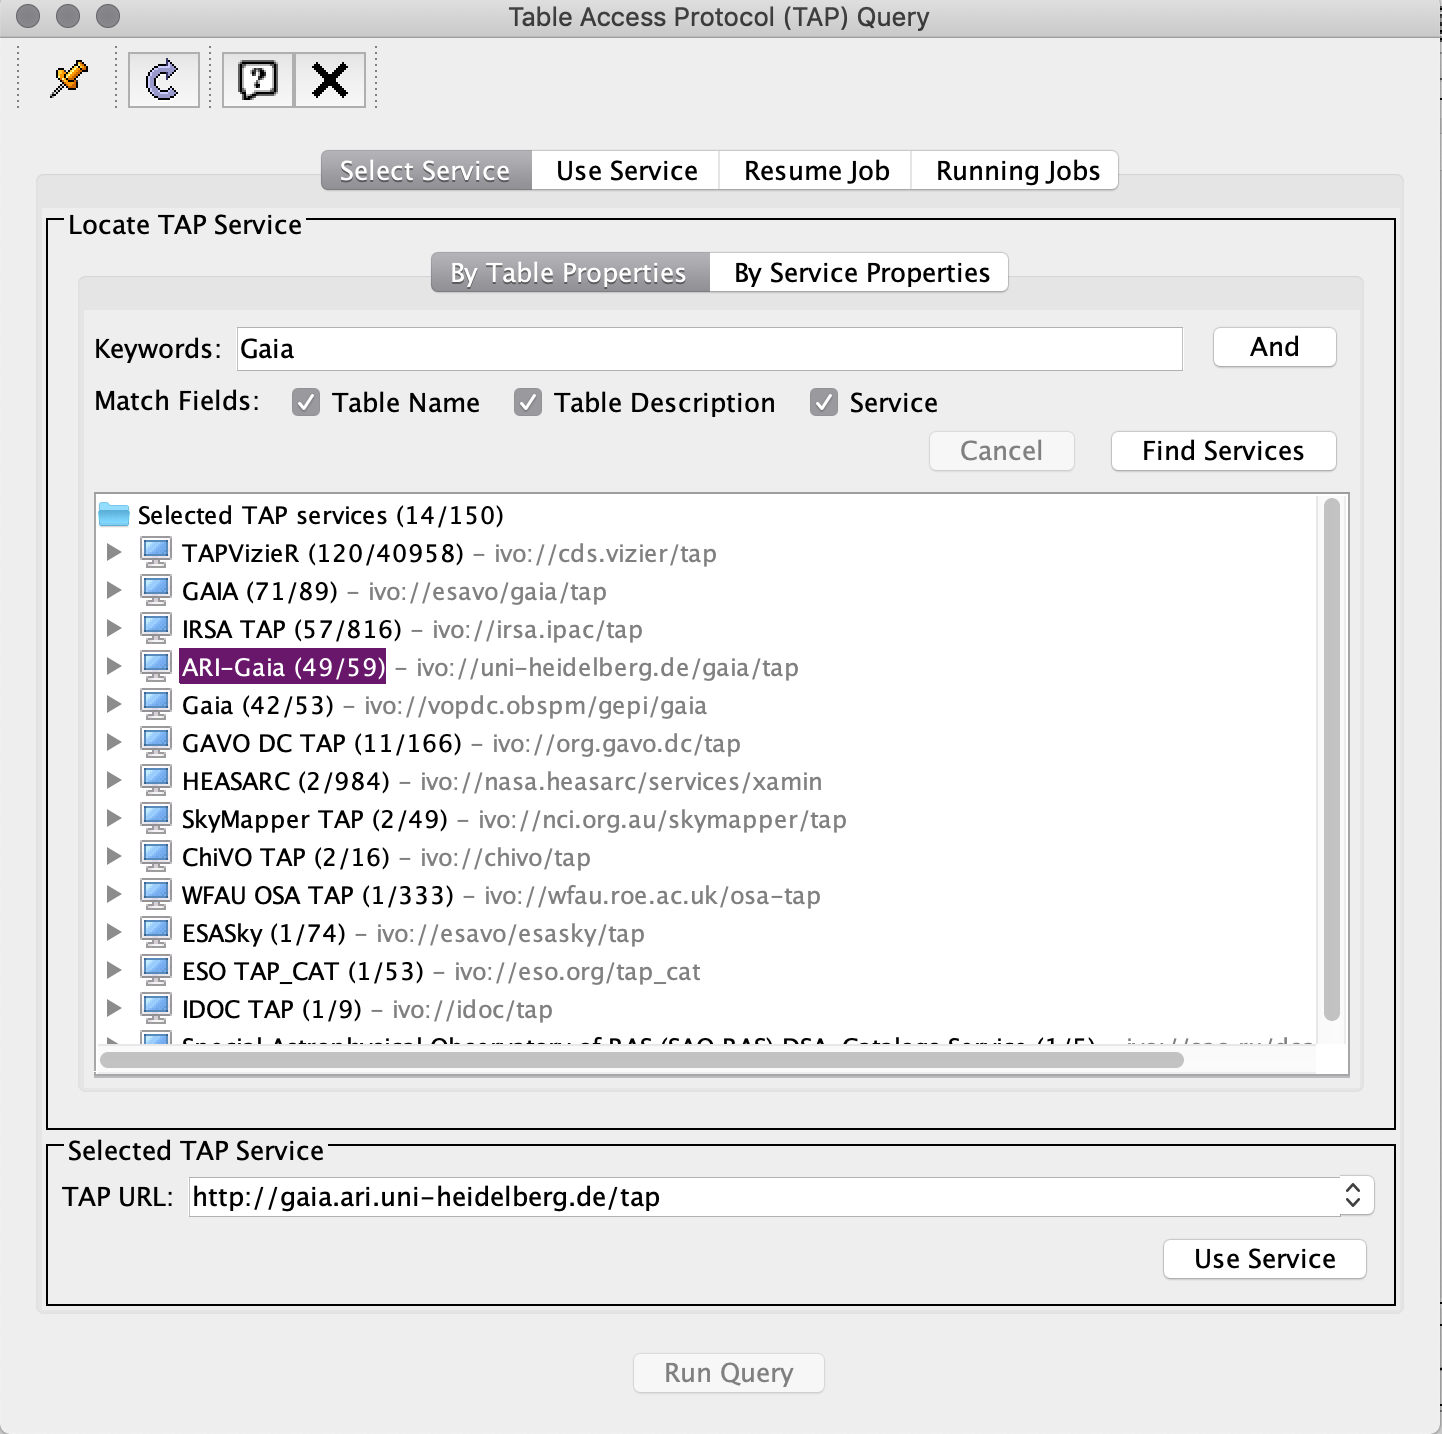 Table Access Protocol (TAP) Query
Select Service Use Service Resume Job Running Jobs
Locate TAP Service
By Table Properties By Service Properties
Keywords: Gaia And
Match Fields: Table Name Table Description Service
Cancel Find Services
Selected TAP services (14/150)
TAPVizieR (120/40958) – ivo://cds.vizier/tap
GAIA (71/89) – ivo://esavo/gaia/tap
IRSA TAP (57/816) – ivo://irsa.ipac/tap
ARI-Gaia (49/59) – ivo://uni-heidelberg.de/gaia/tap
Gaia (42/53) – ivo://vopdc.obspm/gepi/gaia
GAVO DC TAP (11/166) – ivo://org.gavo.dc/tap
HEASARC (2/984) – ivo://nasa.heasarc/services/xamin
SkyMapper TAP (2/49) – ivo://nci.org.au/skymapper/tap
ChiVO TAP (2/16) – ivo://chivo/tap
WFAU OSA TAP (1/333) – ivo://wfau.roe.ac.uk/osa-tap
ESASky (1/74) – ivo://esavo/esasky/tap
ESO TAP_CAT (1/53) – ivo://eso.org/tap_cat
IDOC TAP (1/9) – ivo://idoc/tap
Special Astrophysical Observatory of RAS (SAO RAS) DSA
Selected TAP Service
TAP URL: http://gaia.ari.uni-heidelberg.de/tap
Use Service
Run Query